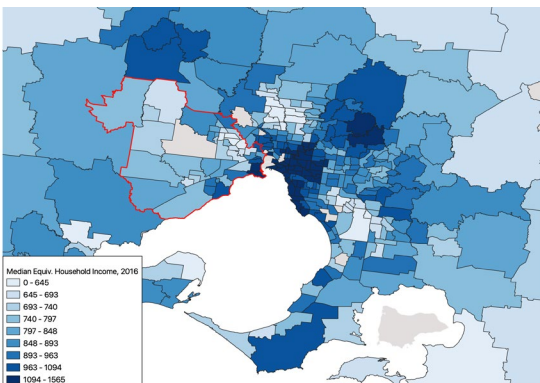 Median Equiv. Household Income, 2016
0 - 645
645 - 693
693 - 740
740 - 797
797 - 848
848 - 893
893 - 963
963 - 1094
1094 - 1565